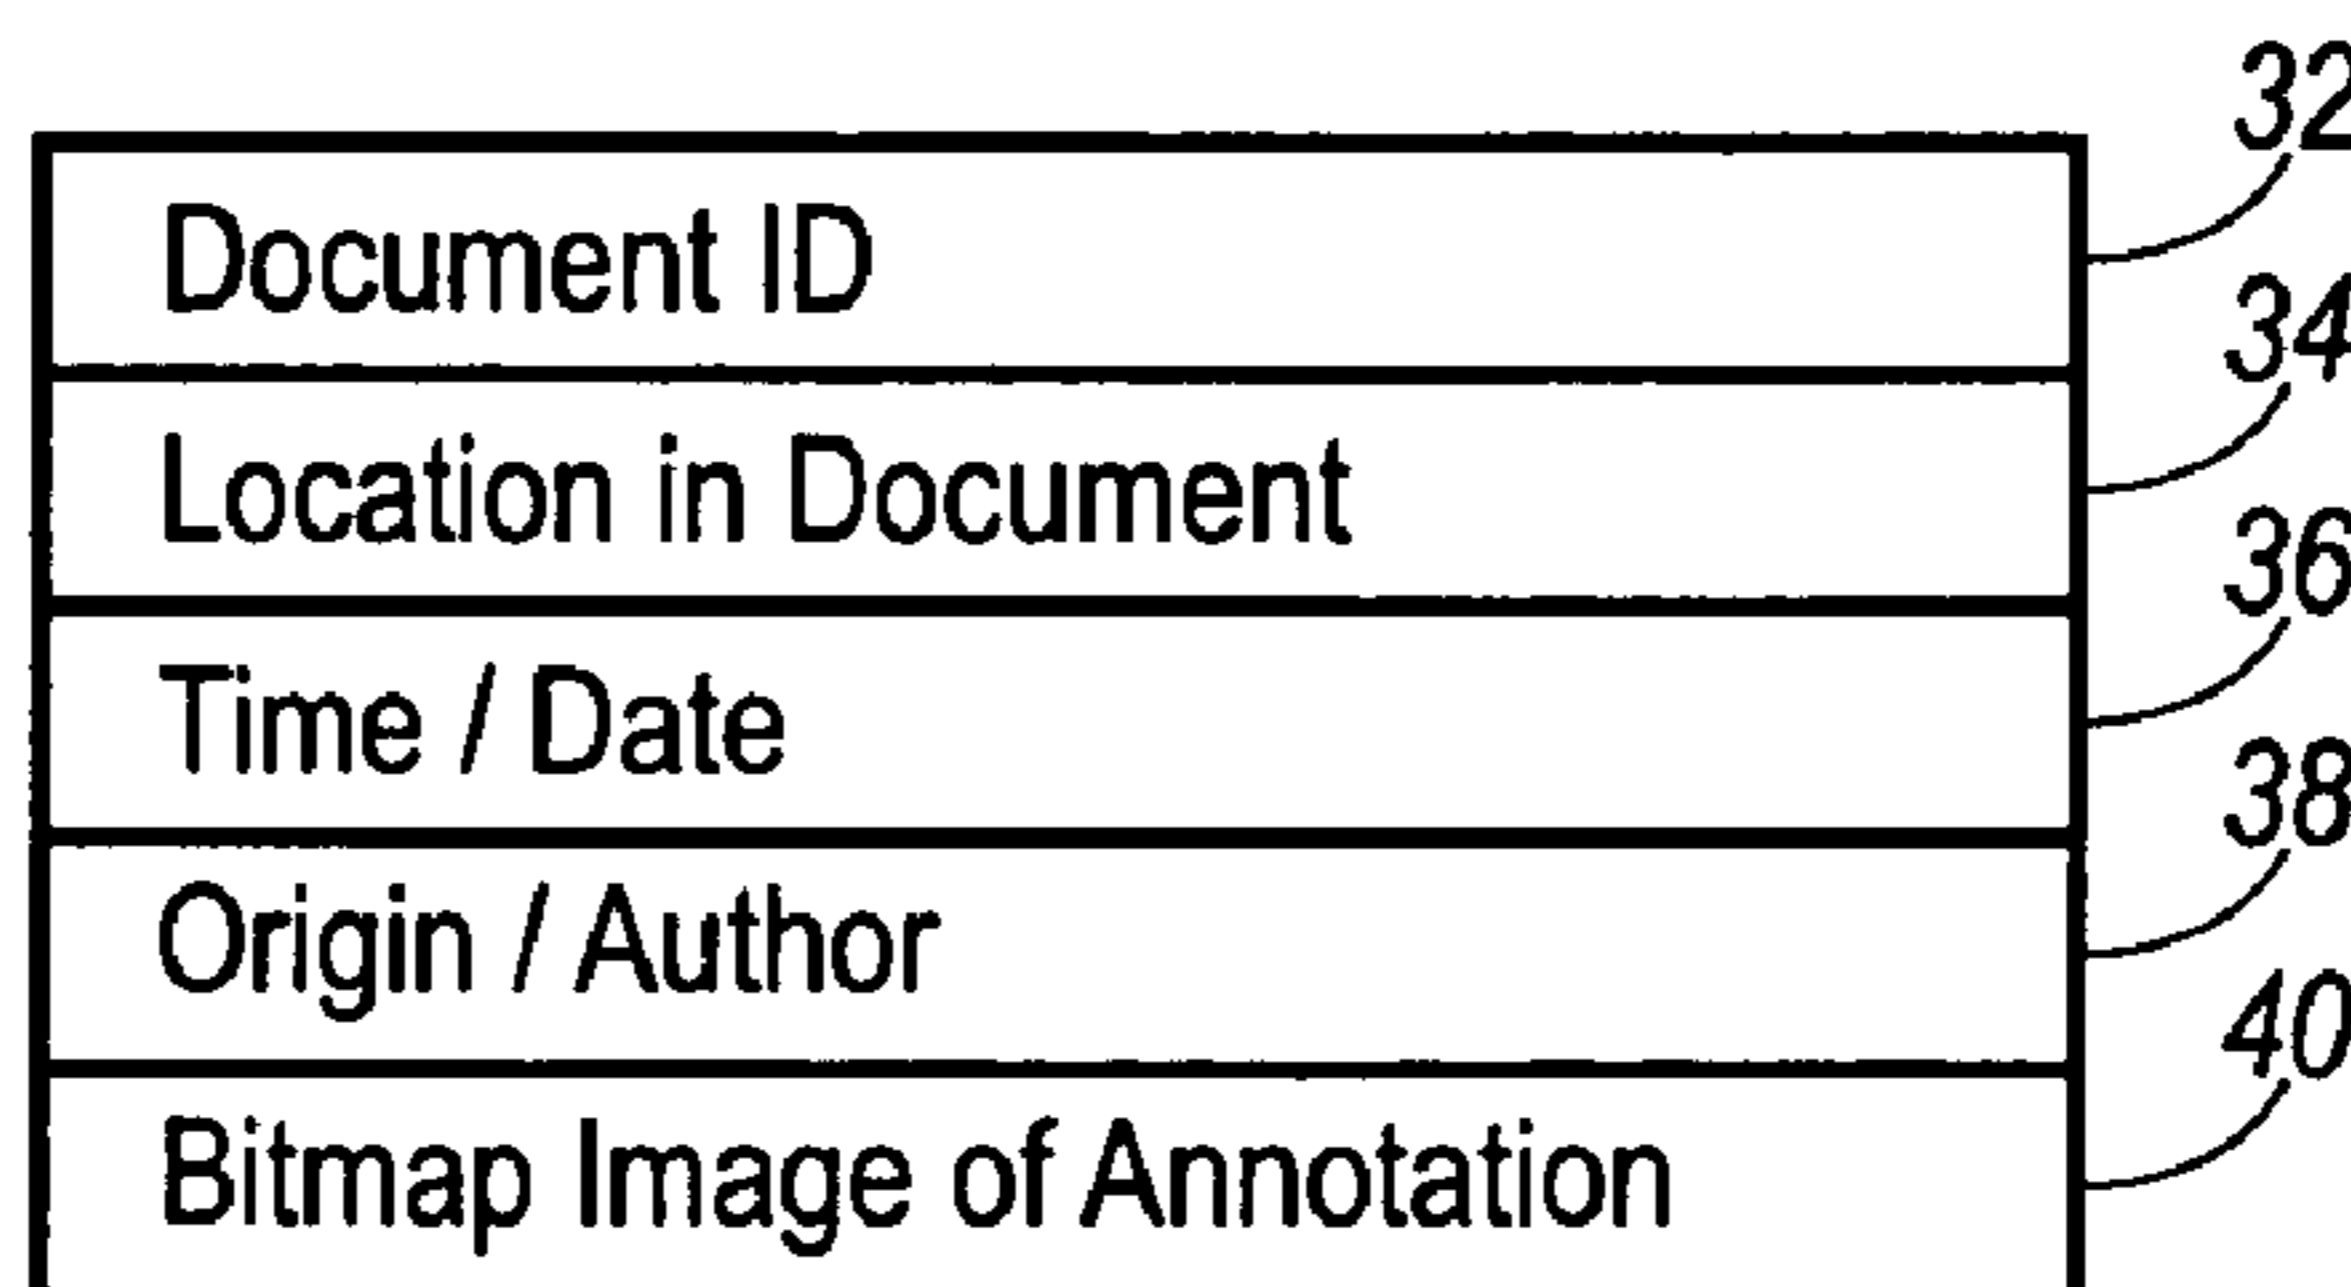 32
Document ID
34
Location in Document
36
Time / Date
38
Origin / Author
40
Bitmap Image of Annotation